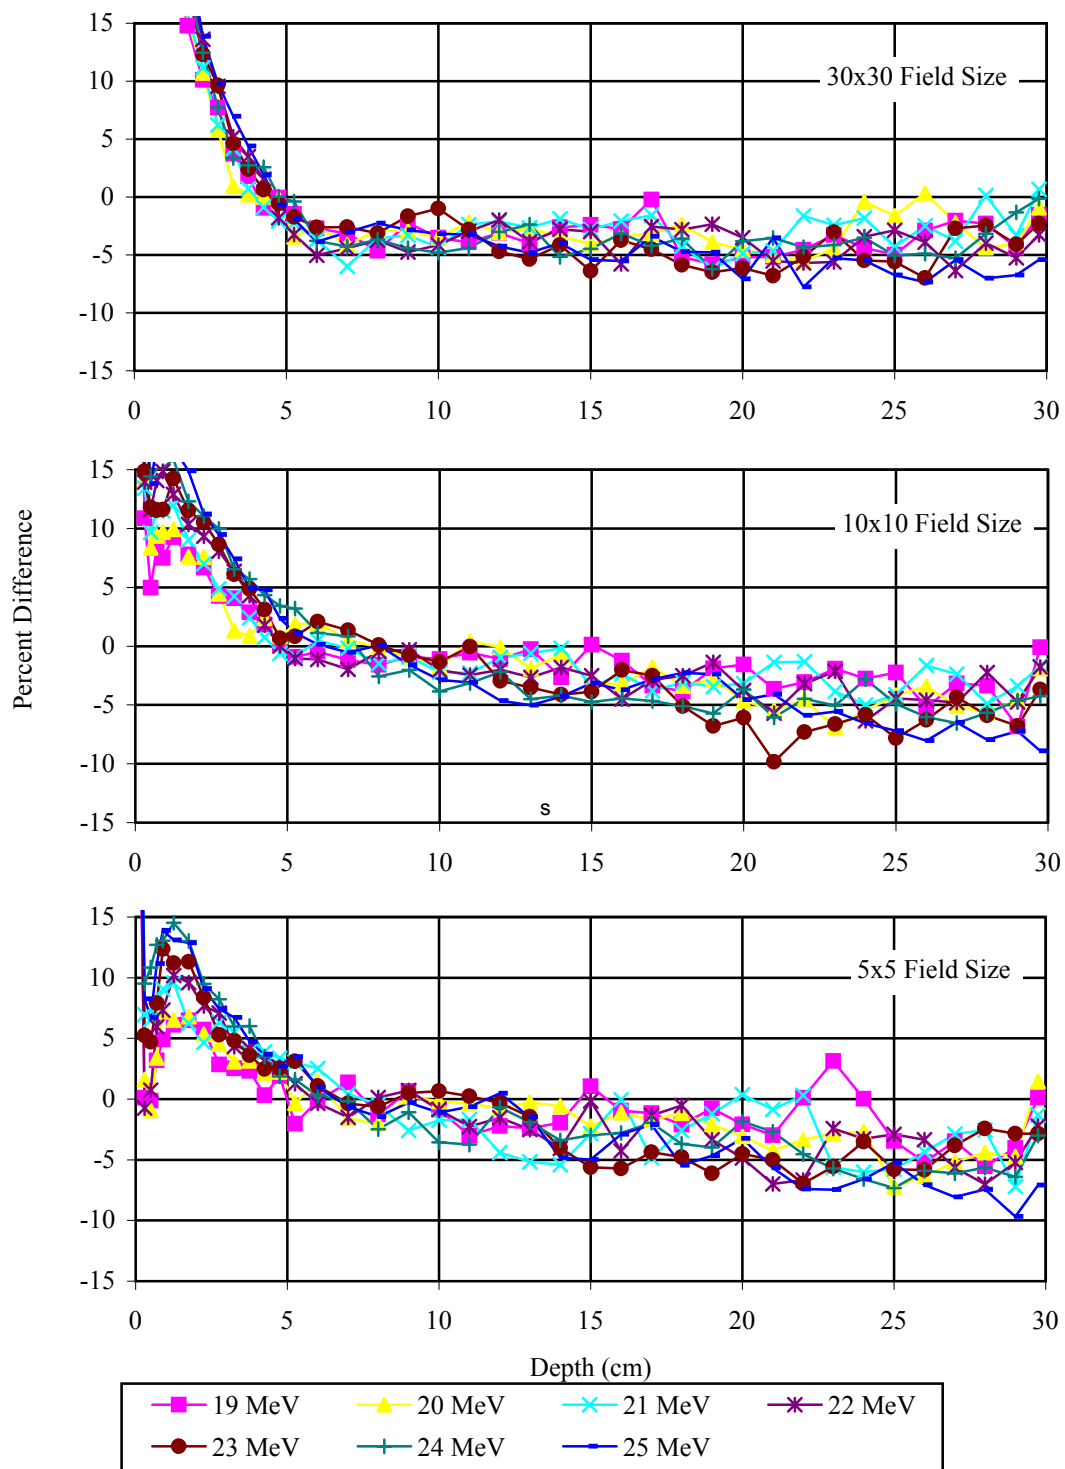 15
10
5
0
-5
-10
-15
30x30 Field Size
0 5 10 15 20 25 30
Percent Difference
15
10
5
0
-5
-10
-15
10x10 Field Size
s
0 5 10 15 20 25 30
15
10
5
0
-5
-10
-15
5x5 Field Size
0 5 10 15 20 25 30
Depth (cm)
19 MeV 20 MeV 21 MeV 22 MeV
23 MeV 24 MeV 25 MeV